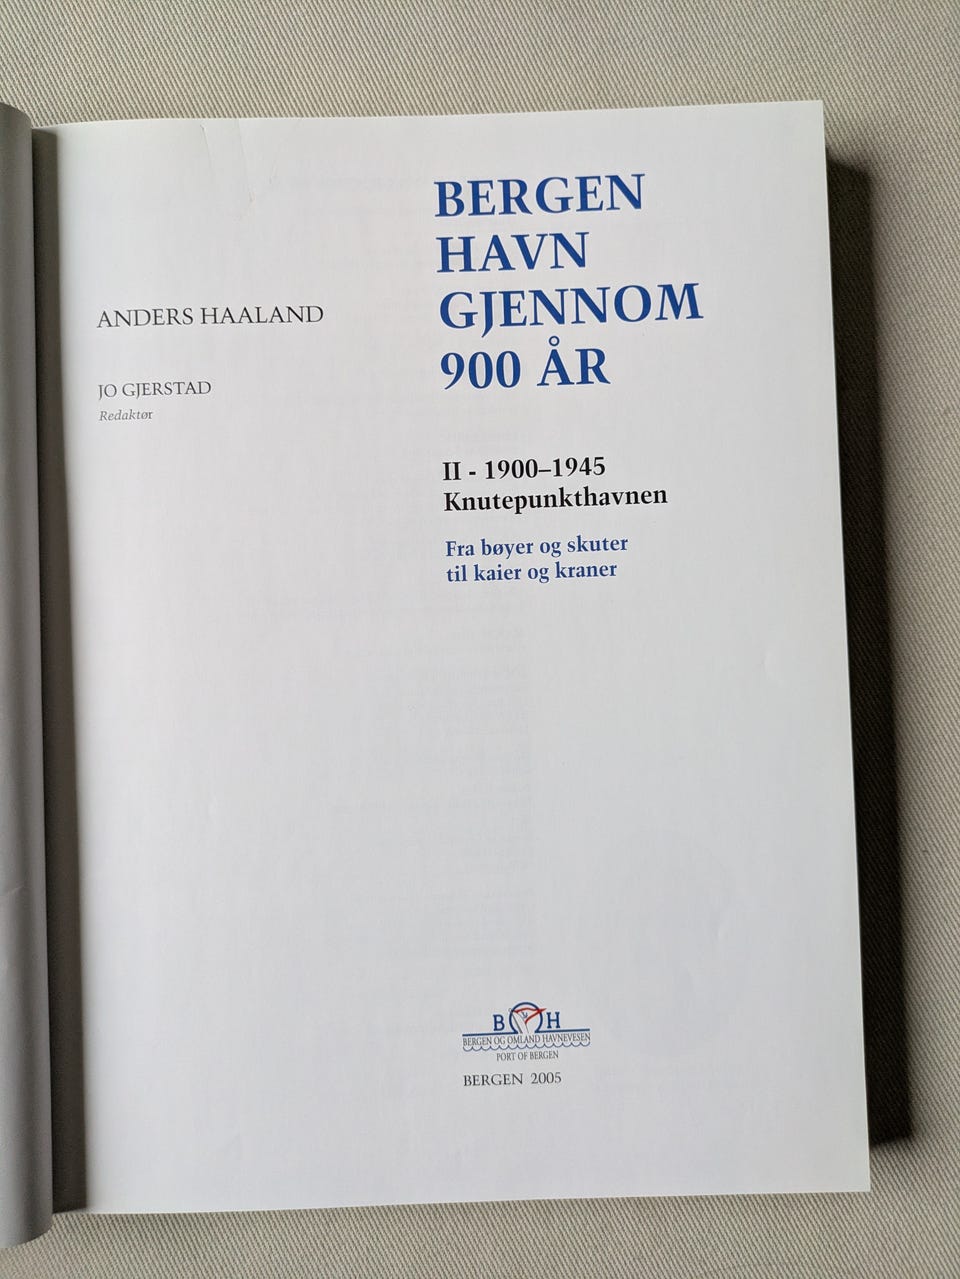 ANDERS HAALAND
JO GJERSTAD
Redaktør
BERGEN
HAVN
GJENNOM
900 ÅR
II - 1900–1945
Knutepunkthavnen
Fra bøyer og skuter
til kaier og kraner
B H
BERGEN OG OMLAND HAVNEVESEN
PORT OF BERGEN
BERGEN 2005